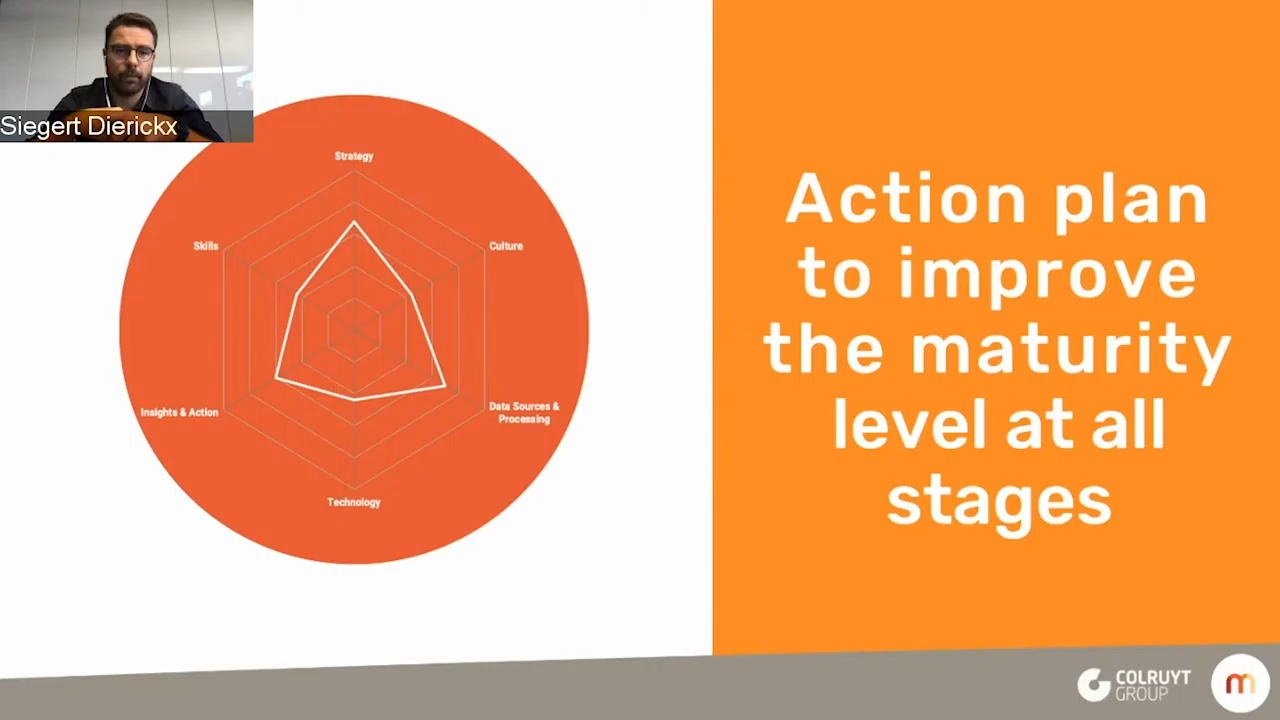 Siegert Dierickx
Strategy
Skills
Culture
Insights & Action
Data Sources &
Processing
Technology
Action plan
to improve
the maturity
level at all
stages
COLRUYT
GROUP
m